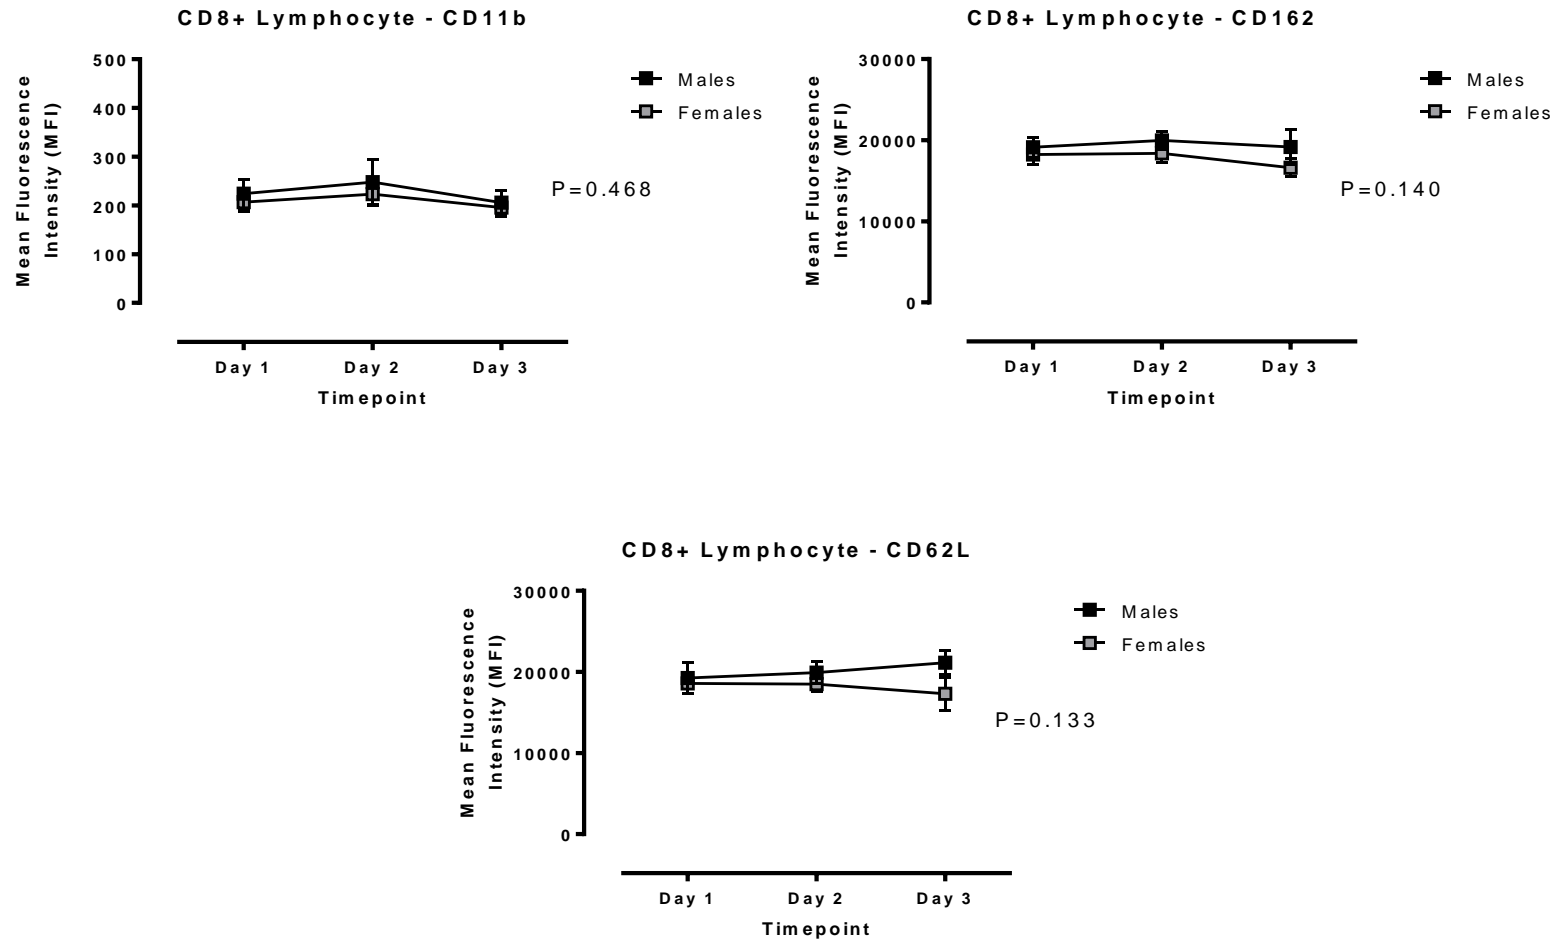 CD8+ Lymphocyte - CD11b
Mean Fluorescence
Intensity (MFI)
500
400
300
200
100
0
Males
Females
P=0.468
Day 1
Day 2
Day 3
Timepoint
CD8+ Lymphocyte - CD162
Mean Fluorescence
Intensity (MFI)
30000
20000
10000
0
Males
Females
P=0.140
Day 1
Day 2
Day 3
Timepoint
CD8+ Lymphocyte - CD62L
Mean Fluorescence
Intensity (MFI)
30000
20000
10000
0
Males
Females
P=0.133
Day 1
Day 2
Day 3
Timepoint